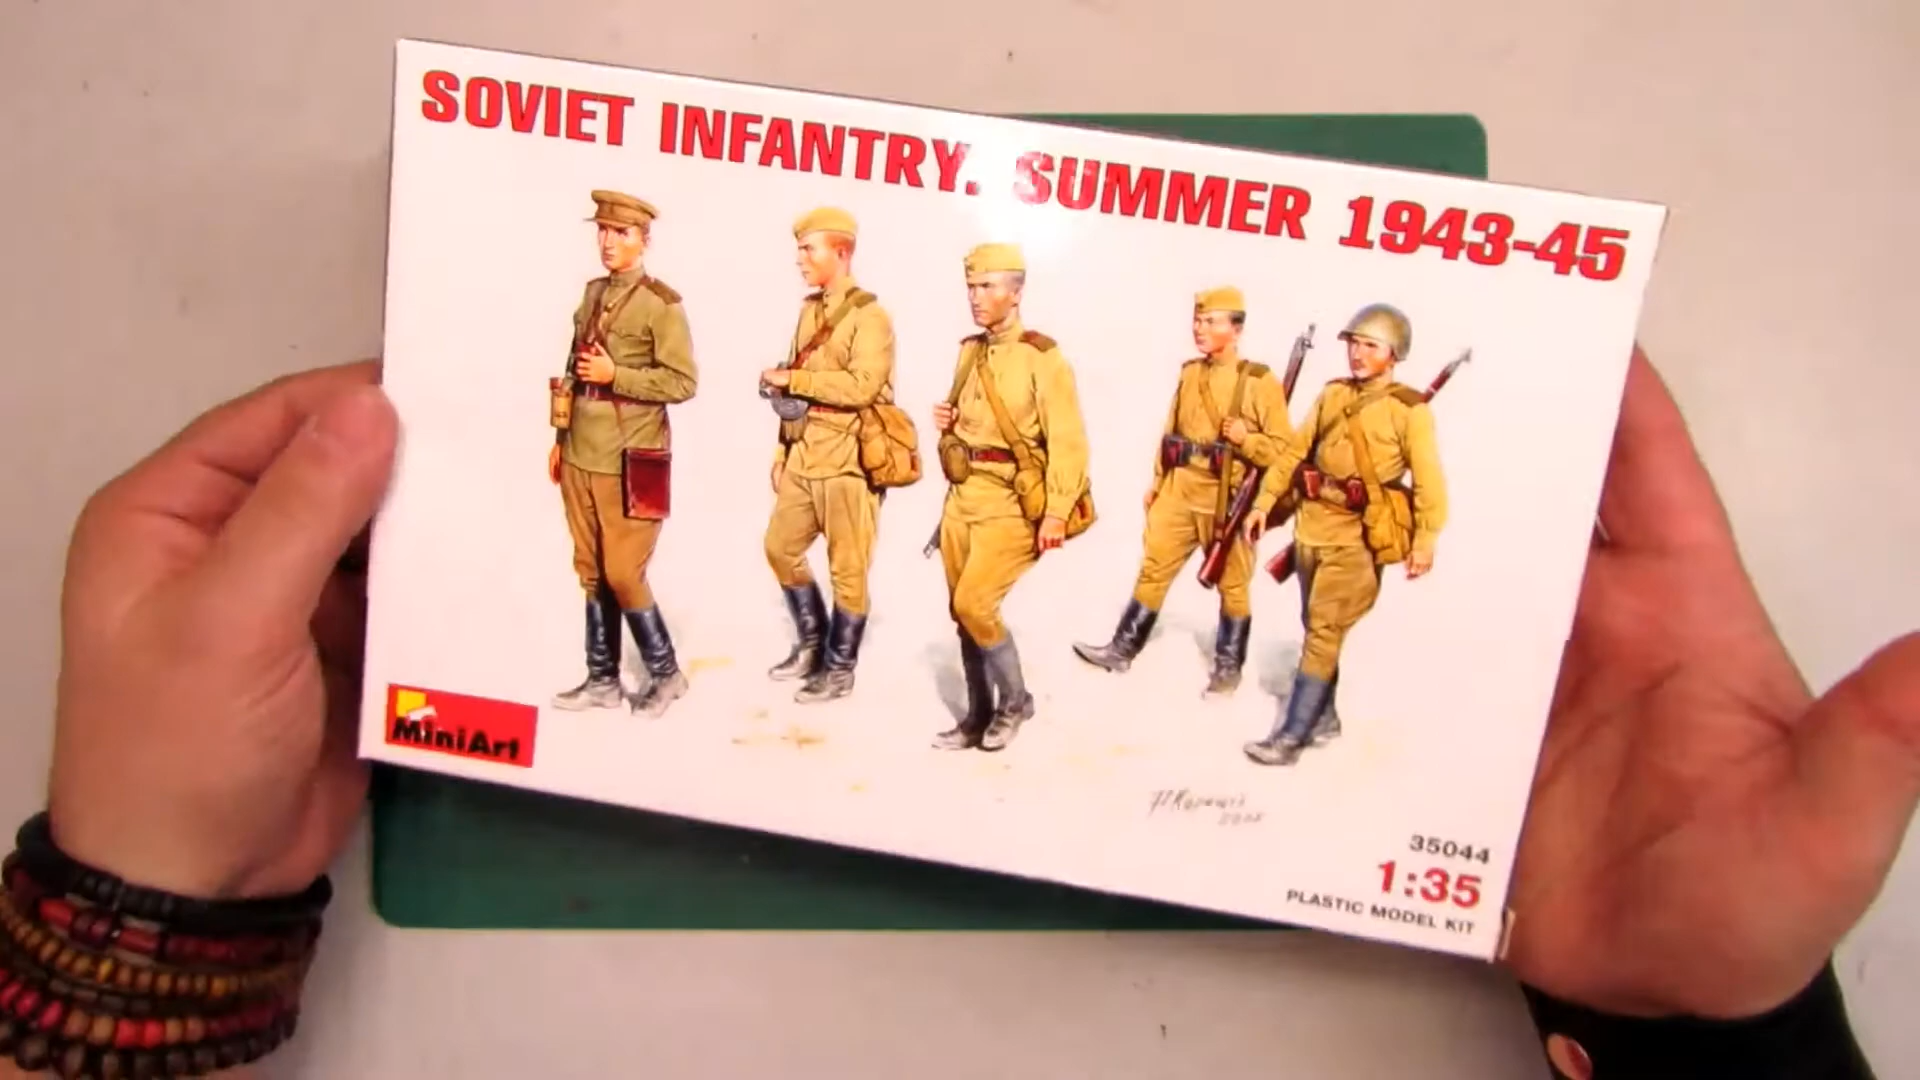 SOVIET INFANTRY. SUMMER 1943-45
MiniArt
35044
1:35
PLASTIC MODEL KIT